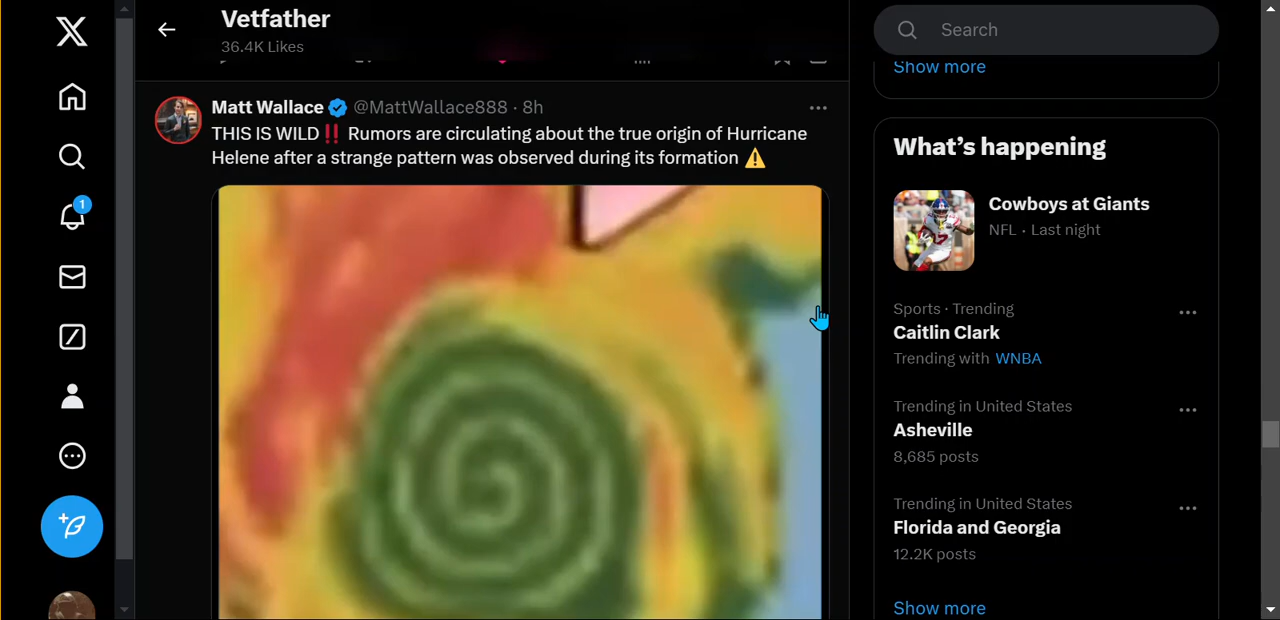 Vetfather
36.4K Likes
Matt Wallace @MattWallace888 · 8h
THIS IS WILD‼️ Rumors are circulating about the true origin of Hurricane
Helene after a strange pattern was observed during its formation ⚠️
1
Search
Show more
What’s happening
Cowboys at Giants
NFL · Last night
Sports · Trending
Caitlin Clark
Trending with WNBA
Trending in United States
Asheville
8,685 posts
Trending in United States
Florida and Georgia
12.2K posts
Show more